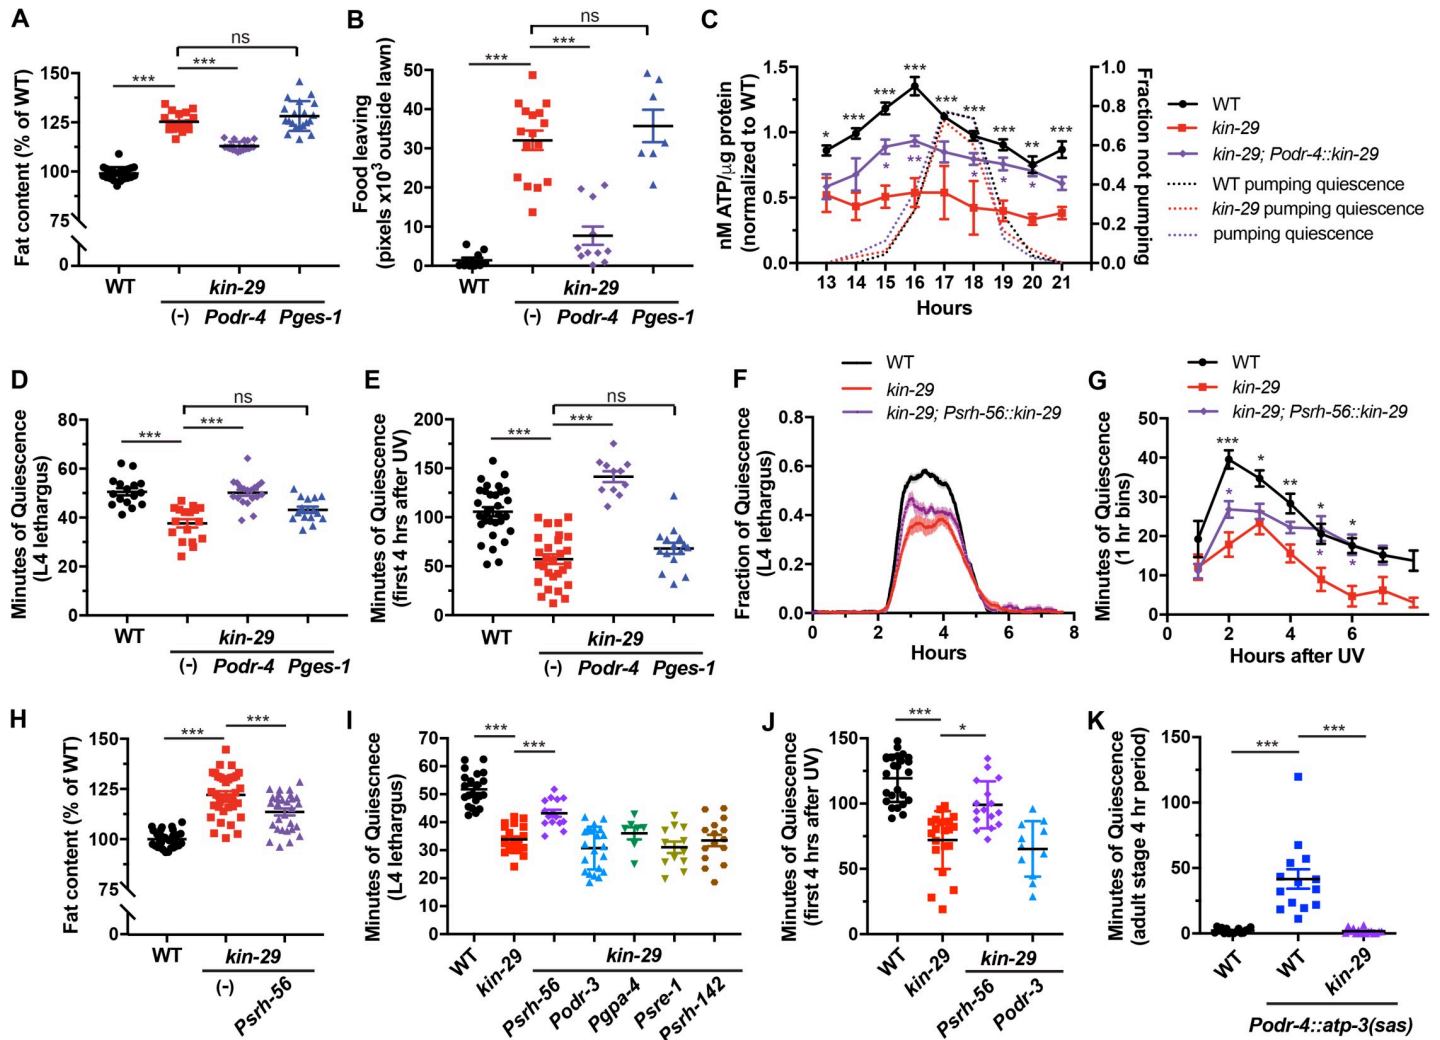 A
Fat content (% of WT)
150
125
100
75
0
***
***
ns
WT
kin-29
(-) Podr-4 Pges-1
B
Food leaving
(pixels x10³ outside lawn)
50
40
30
20
10
0
***
***
ns
WT
kin-29
(-) Podr-4 Pges-1
C
nM ATP/µg protein
(normalized to WT)
1.5
1.0
0.5
0.0
* *** *** *** *** *** *** ** ***
* ** * * *
13 14 15 16 17 18 19 20 21
Hours
1.0
0.8
0.6
0.4
0.2
0.0
Fraction not pumping
WT
kin-29
kin-29; Podr-4::kin-29
WT pumping quiescence
kin-29 pumping quiescence
pumping quiescence
D
Minutes of Quiescence
(L4 lethargus)
80
60
40
20
0
***
***
ns
WT
kin-29
(-) Podr-4 Pges-1
E
Minutes of Quiescence
(first 4 hrs after UV)
200
150
100
50
0
***
***
ns
WT
kin-29
(-) Podr-4 Pges-1
F
WT
kin-29
kin-29; Psrh-56::kin-29
Fraction of Quiescence
(L4 lethargus)
0.8
0.6
0.4
0.2
0.0
0 2 4 6 8
Hours
G
WT
kin-29
kin-29; Psrh-56::kin-29
Minutes of Quiescence
(1 hr bins)
50
40
30
20
10
0
*** * ** * *
* * *
0 2 4 6
Hours after UV
H
Fat content (% of WT)
150
100
75
0
***
***
WT
kin-29
(-)
Psrh-56
I
Minutes of Quiescnece
(L4 lethargus)
70
60
50
40
30
20
10
0
***
***
WT
kin-29
kin-29
Psrh-56
Podr-3
Pgpa-4
Psre-1
Psrh-142
J
Minutes of Quiescence
(first 4 hrs after UV)
150
100
50
0
***
*
WT
kin-29
kin-29
Psrh-56
Podr-3
K
Minutes of Quiescence
(adult stage 4 hr period)
150
100
50
0
***
***
WT
WT
kin-29
Podr-4::atp-3(sas)